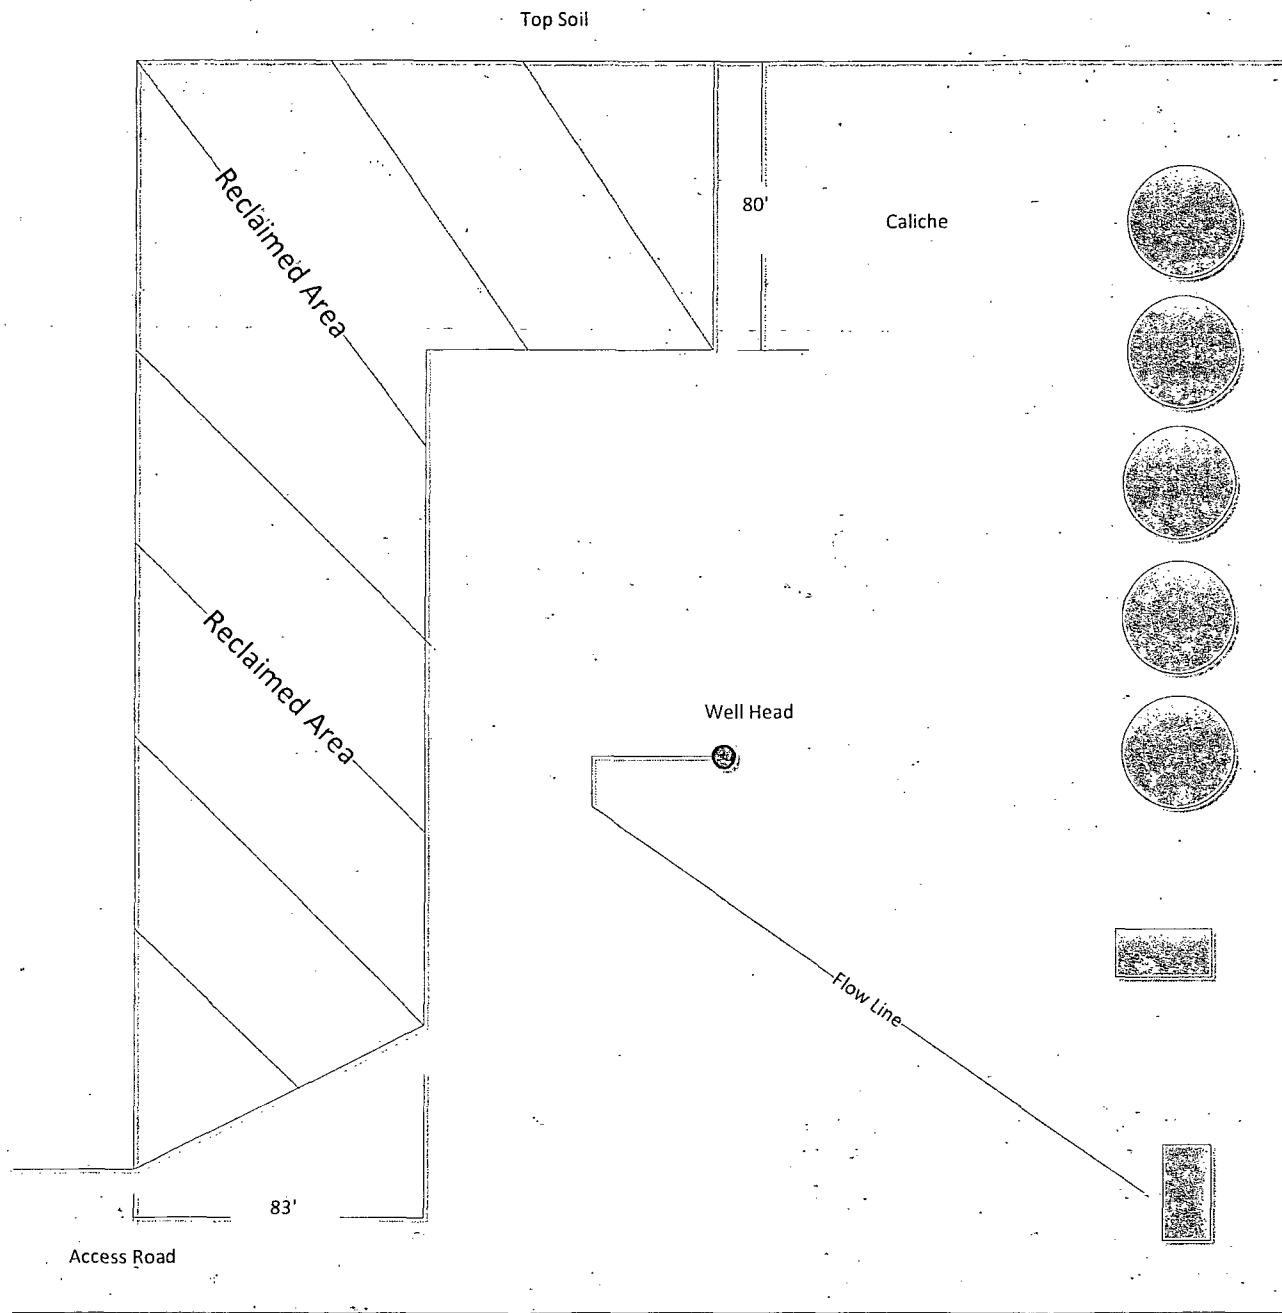 Top Soil
Reclaimed Area
80'
Caliche
Reclaimed Area
Well Head
Flow Line
83'
Access Road